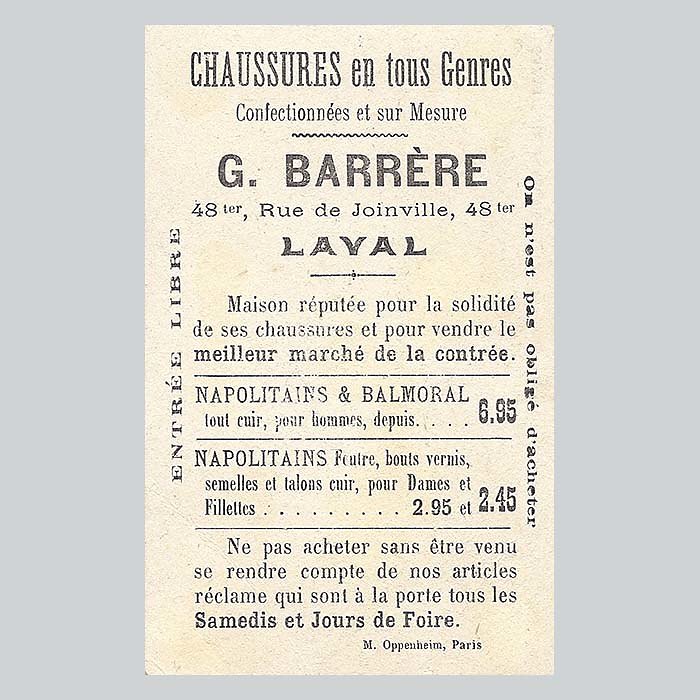 CHAUSSURES en tous Genres
Confectionnées et sur Mesure
G. BARRÈRE
48 ter, Rue de Joinville, 48 ter
LAVAL
ENTRÉE LIBRE
On n'est pas obligé d'acheter
Maison réputée pour la solidité
de ses chaussures et pour vendre le
meilleur marché de la contrée.
NAPOLITAINS & BALMORAL
tout cuir, pour hommes, depuis. . . . . 6.95
NAPOLITAINS Feutre, bouts vernis,
semelles et talons cuir, pour Dames et
Fillettes . . . . . . . . . 2.95 et 2.45
Ne pas acheter sans être venu
se rendre compte de nos articles
réclame qui sont à la porte tous les
Samedis et Jours de Foire.
M. Oppenheim, Paris